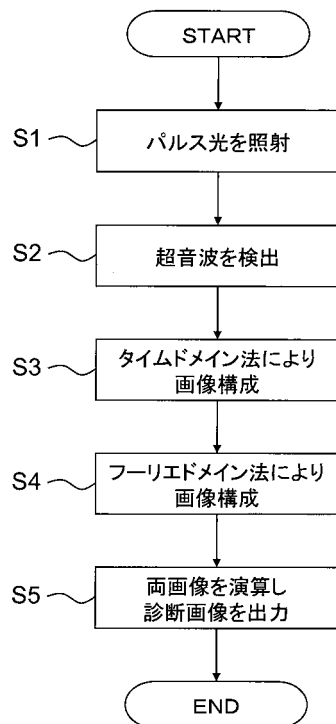 START
S1
パルス光を照射
S2
超音波を検出
S3
タイムドメイン法により
画像構成
S4
フーリエドメイン法により
画像構成
S5
両画像を演算し
診断画像を出力
END